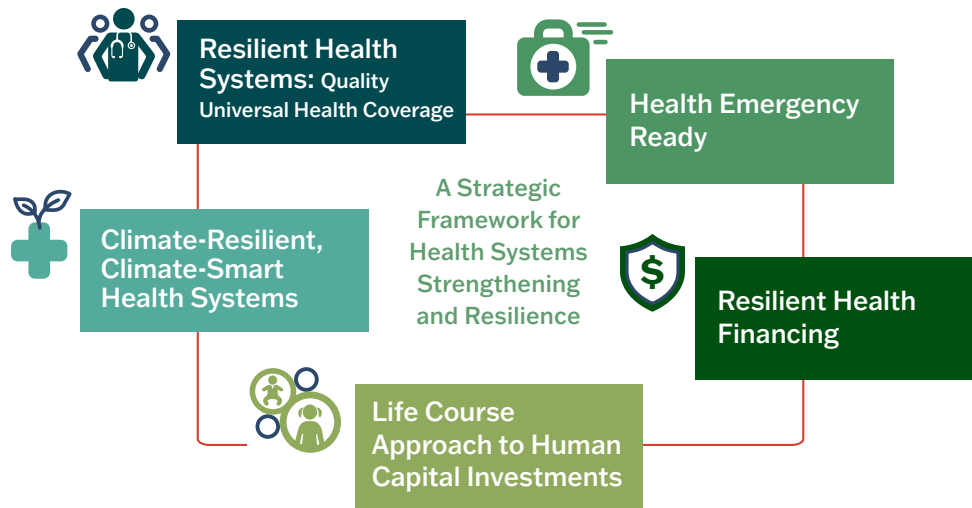 Resilient Health
Systems: Quality
Universal Health Coverage
Health Emergency
Ready
A Strategic
Framework for
Health Systems
Strengthening
and Resilience
Climate-Resilient,
Climate-Smart
Health Systems
$
Resilient Health
Financing
Life Course
Approach to Human
Capital Investments